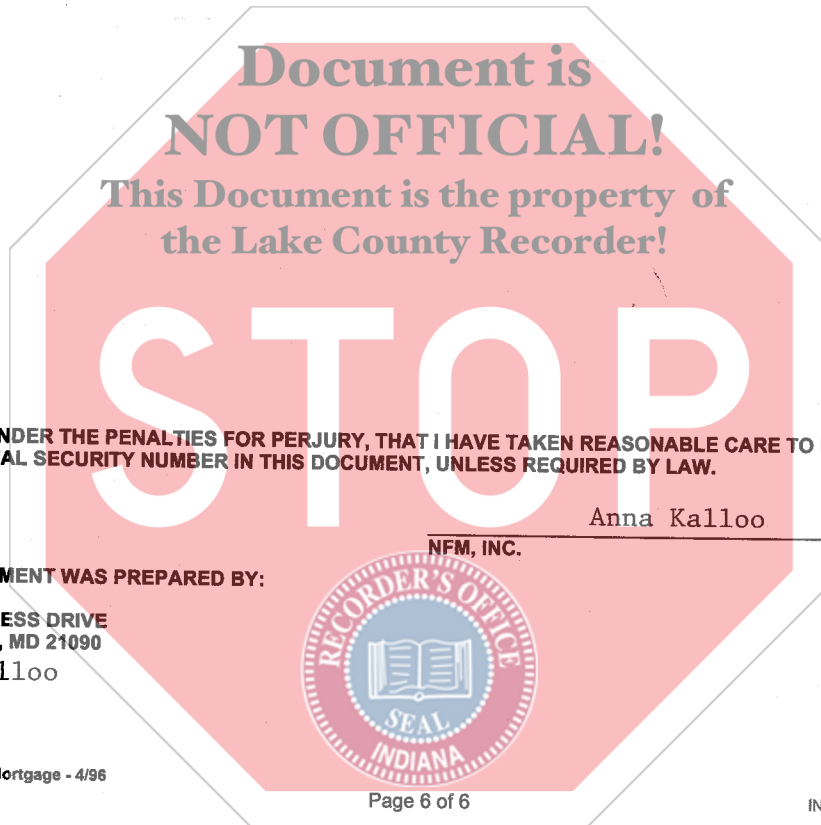 Document is
NOT OFFICIAL!
This Document is the property of
the Lake County Recorder!
STOP
NDER THE PENALTIES FOR PERJURY, THAT I HAVE TAKEN REASONABLE CARE TO
AL SECURITY NUMBER IN THIS DOCUMENT, UNLESS REQUIRED BY LAW.
Anna Kalloo
NFM, INC.
MENT WAS PREPARED BY:
ESS DRIVE
, MD 21090
lloo
RECORDER'S OFFICE
SEAL
INDIANA
ortgage - 4/96
Page 6 of 6
IN